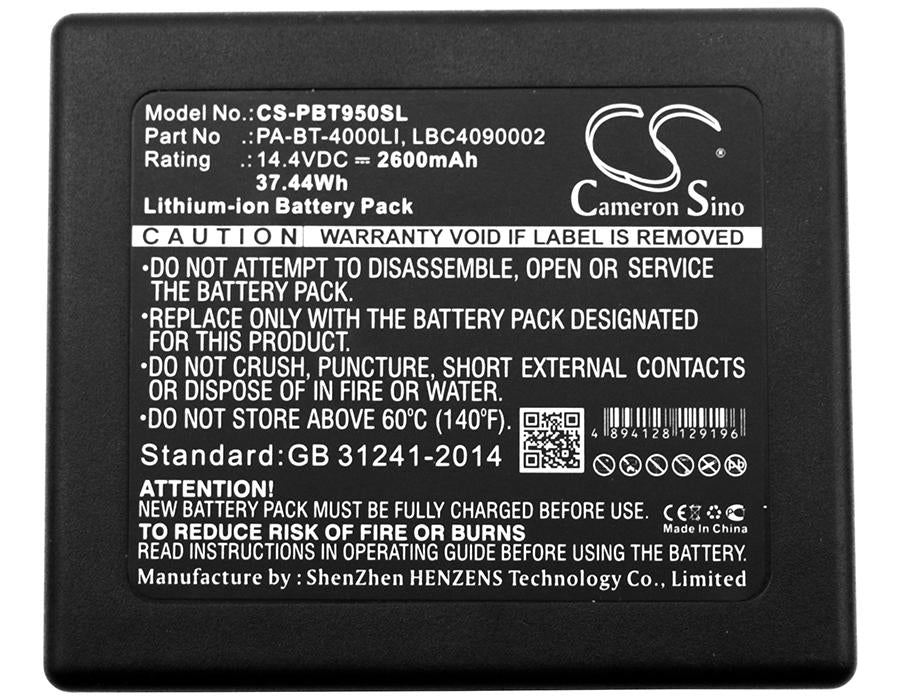 Model No.:CS-PBT950SL
Part No .:PA-BT-4000LI, LBC4090002
Rating .:14.4VDC ⎓ 2600mAh
37.44Wh
Lithium-ion Battery Pack
Cameron Sino
®
CAUTION WARRANTY VOID IF LABEL IS REMOVED
•DO NOT ATTEMPT TO DISASSEMBLE, OPEN OR SERVICE
THE BATTERY PACK.
•REPLACE ONLY WITH THE BATTERY PACK DESIGNATED
FOR THIS PRODUCT.
•DO NOT CRUSH, PUNCTURE, SHORT EXTERNAL CONTACTS
OR DISPOSE OF IN FIRE OR WATER.
•DO NOT STORE ABOVE 60°C (140°F).
4 894128 129196
Standard:GB 31241-2014
Pb
ATTENTION!
NEW BATTERY PACK MUST BE FULLY CHARGED BEFORE USE.
CE
Made In China
TO REDUCE RISK OF FIRE OR BURNS
READ INSTRUCTIONS IN OPERATING GUIDE BEFORE USING THE BATTERY.
Manufacture by : ShenZhen HENZENS Technology Co., Limited